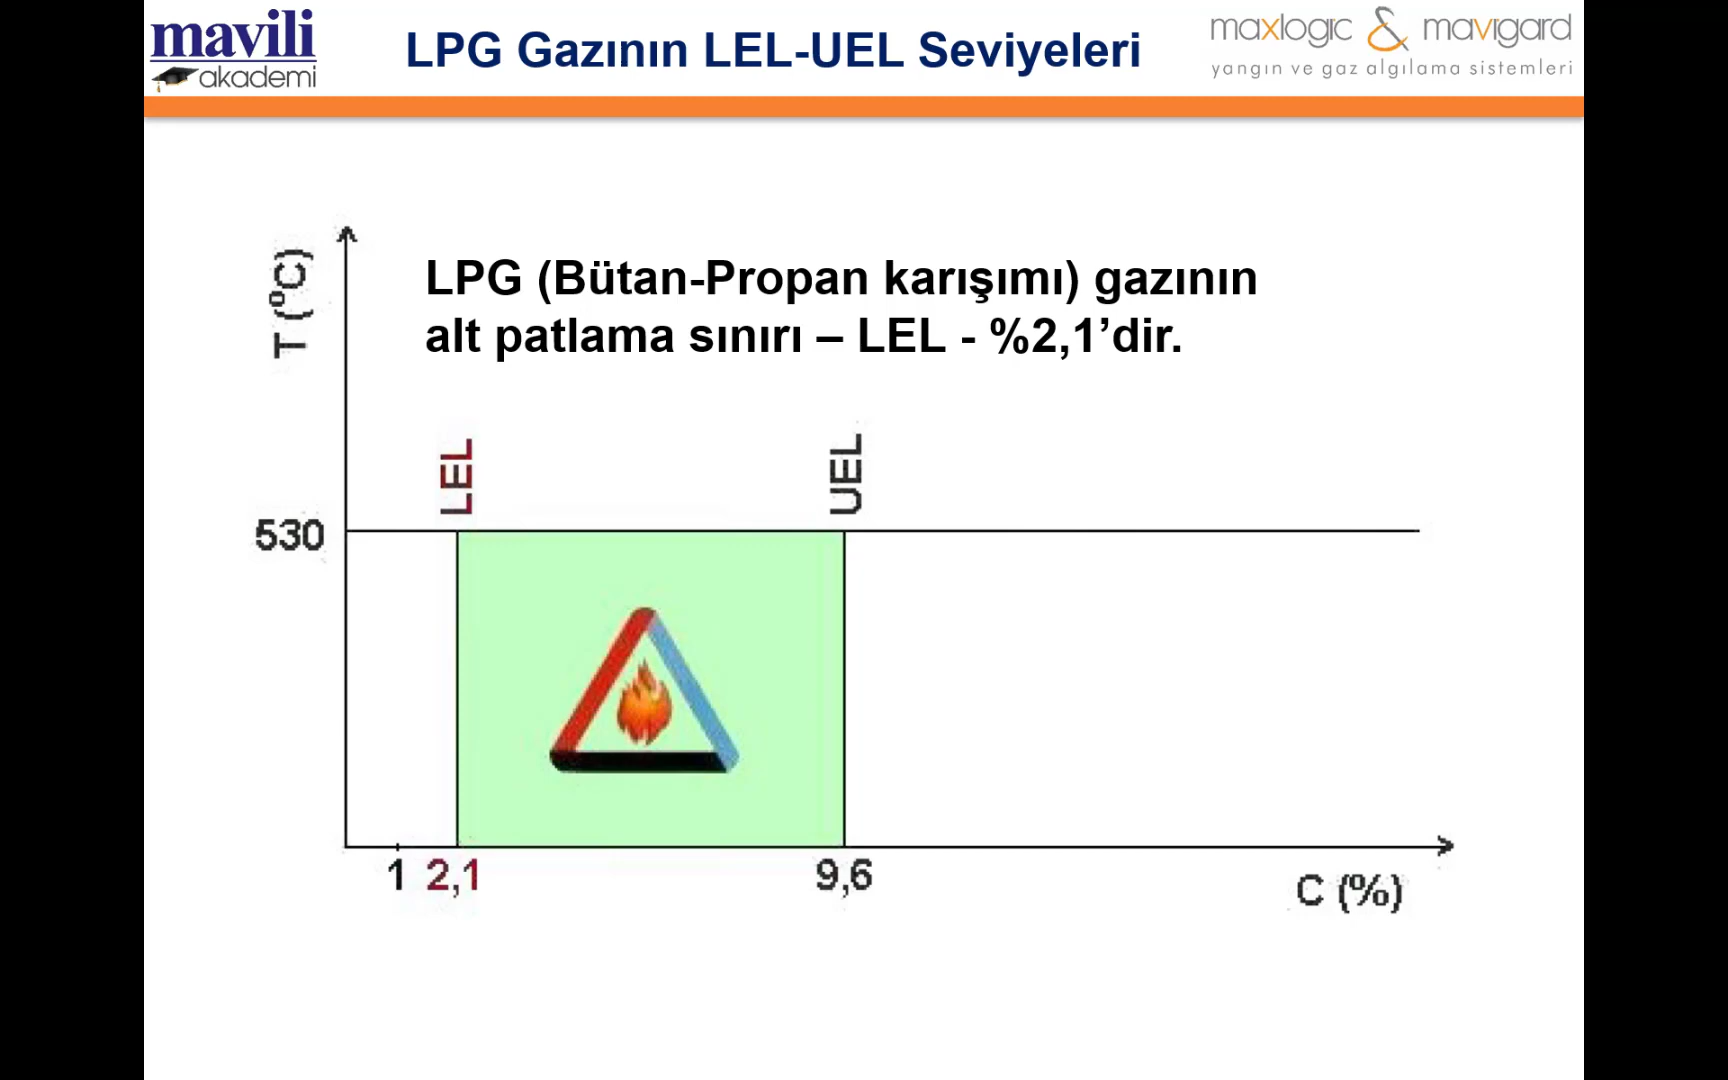 mavili
akademi
LPG Gazının LEL-UEL Seviyeleri
maxlogic & mavigard
yangın ve gaz algılama sistemleri
T (°C)
LPG (Bütan-Propan karışımı) gazının
alt patlama sınırı – LEL - %2,1’dir.
LEL
UEL
530
1
2,1
9,6
C (%)